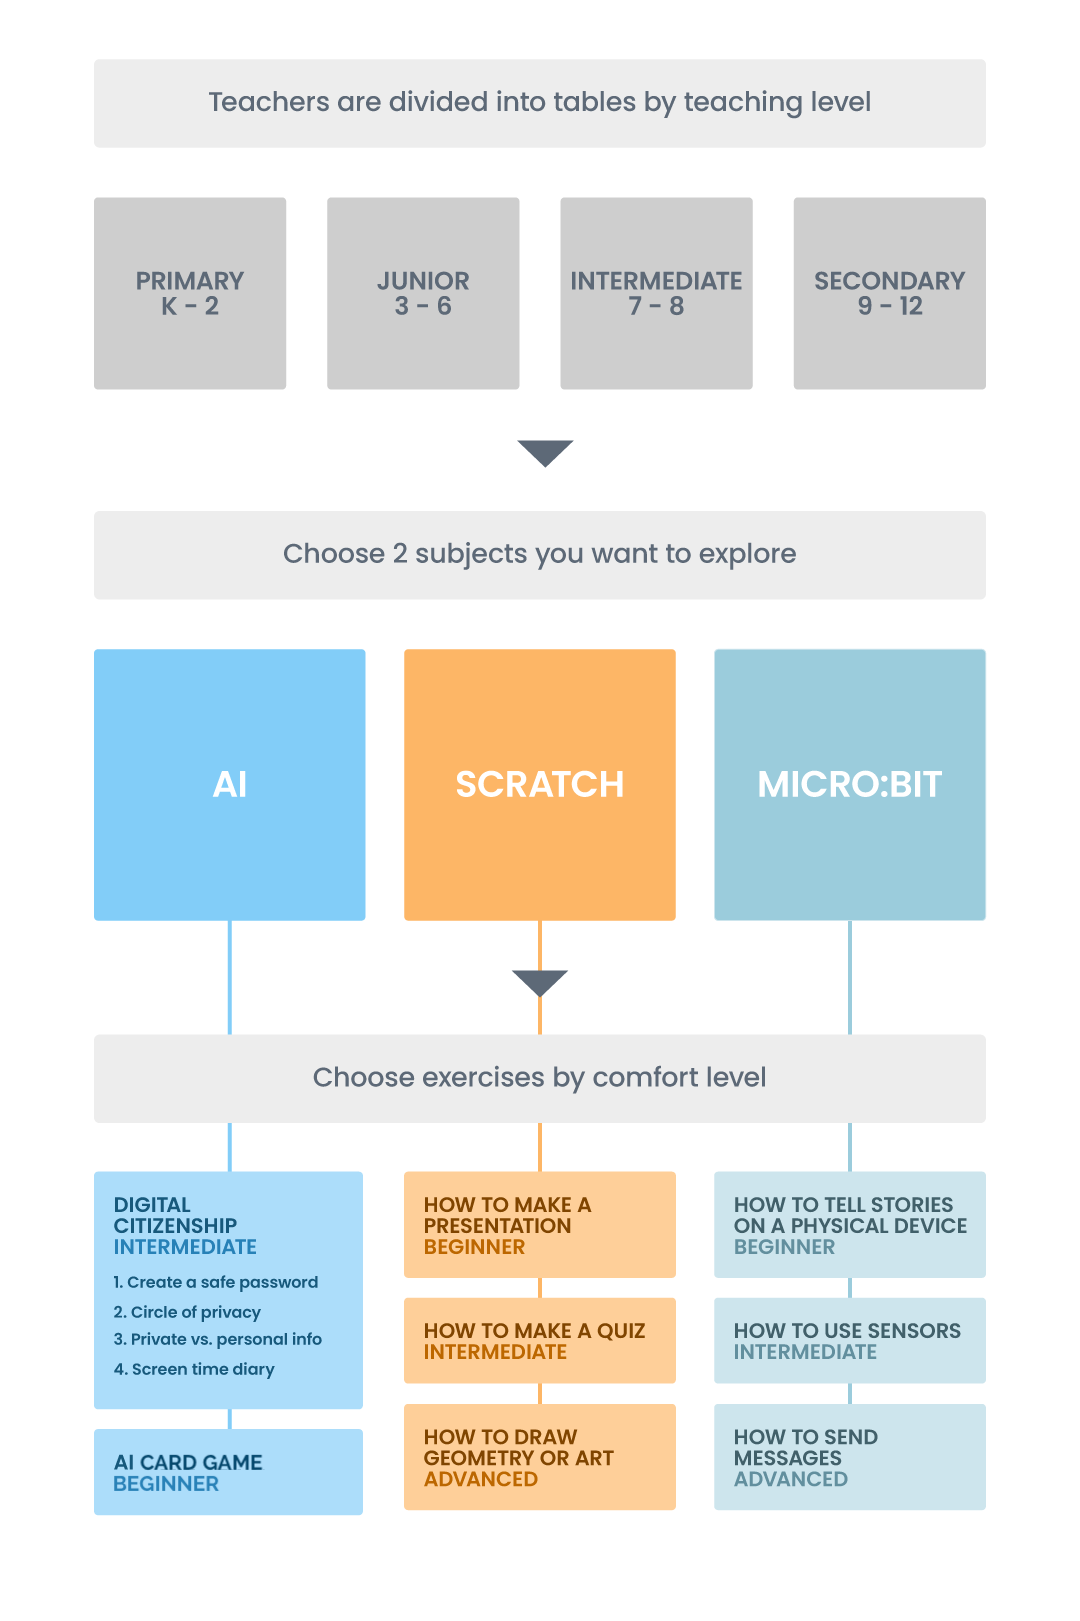 Teachers are divided into tables by teaching level
PRIMARY
K - 2
JUNIOR
3 - 6
INTERMEDIATE
7 - 8
SECONDARY
9 - 12
Choose 2 subjects you want to explore
AI
SCRATCH
MICRO:BIT
Choose exercises by comfort level
DIGITAL
CITIZENSHIP
INTERMEDIATE
1. Create a safe password
2. Circle of privacy
3. Private vs. personal info
4. Screen time diary
AI CARD GAME
BEGINNER
HOW TO MAKE A
PRESENTATION
BEGINNER
HOW TO MAKE A QUIZ
INTERMEDIATE
HOW TO DRAW
GEOMETRY OR ART
ADVANCED
HOW TO TELL STORIES
ON A PHYSICAL DEVICE
BEGINNER
HOW TO USE SENSORS
INTERMEDIATE
HOW TO SEND
MESSAGES
ADVANCED